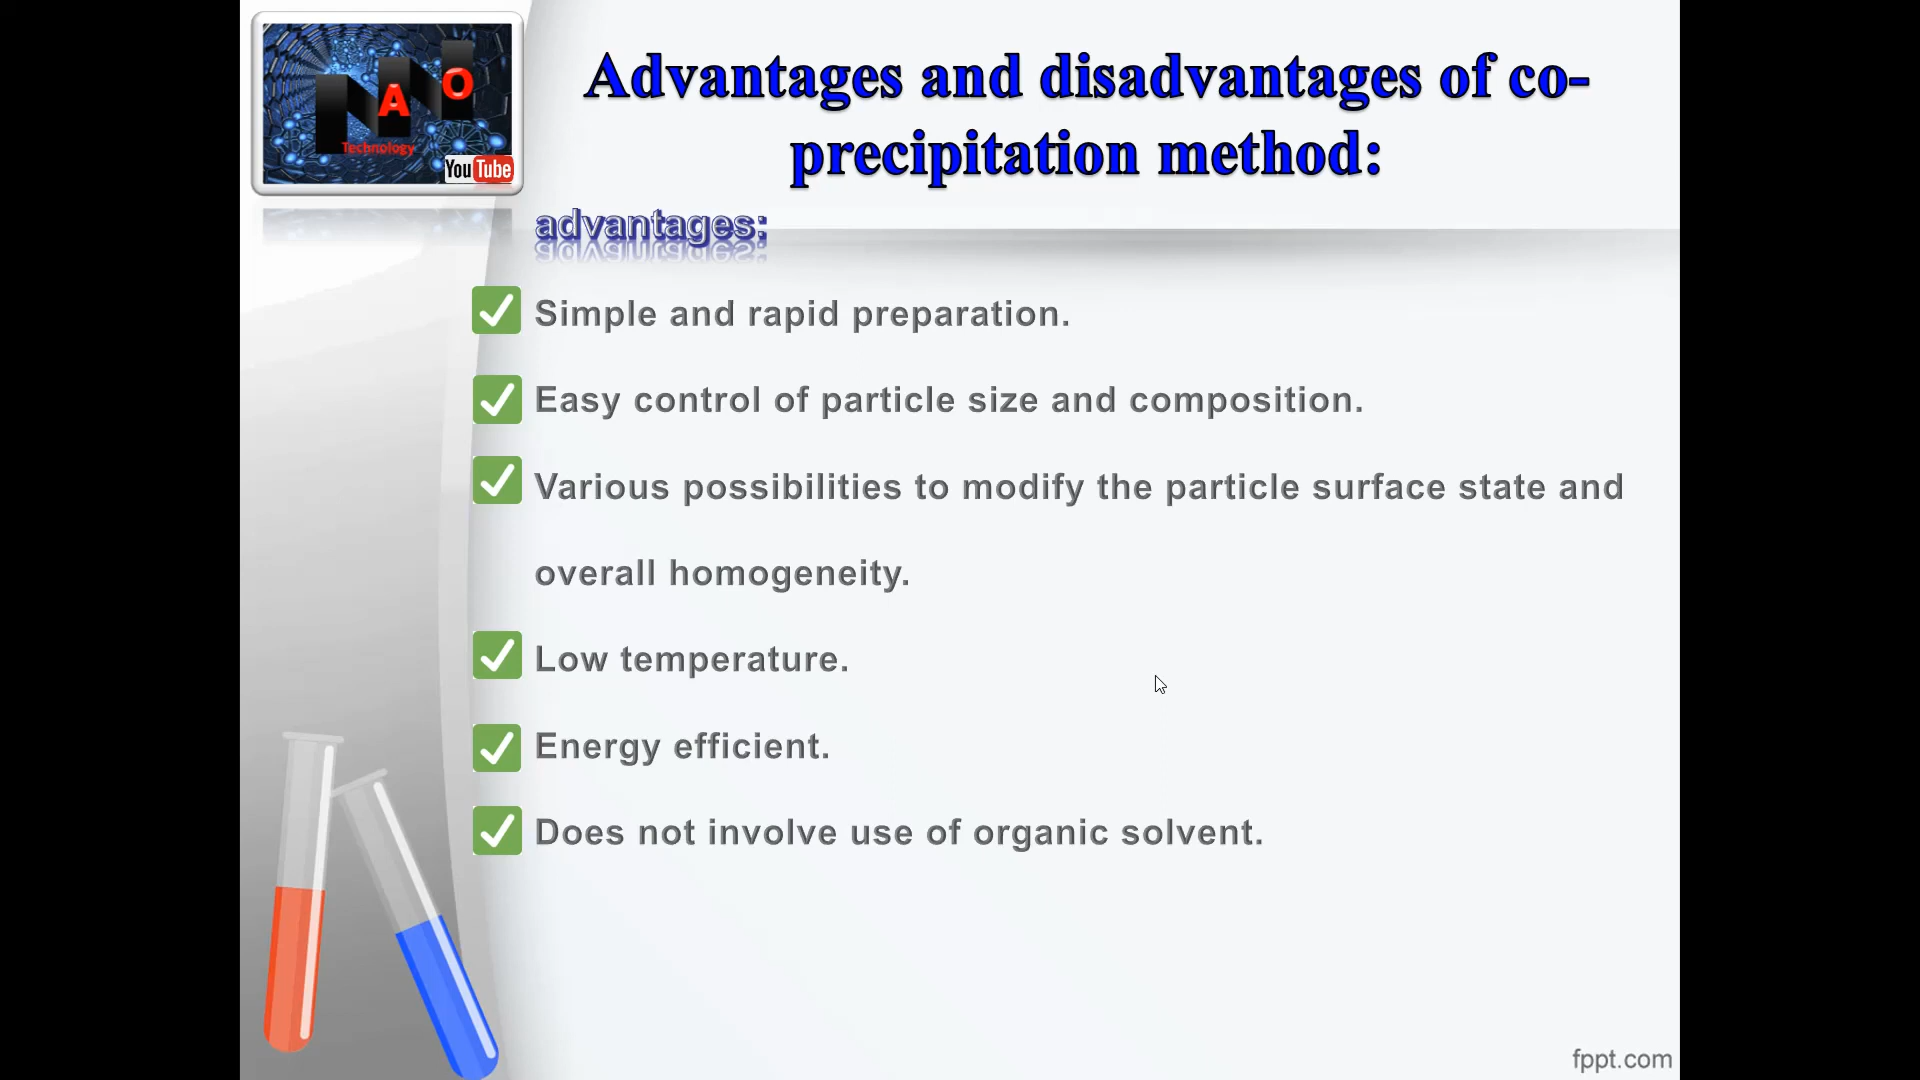 NANO
Technology
YouTube
Advantages and disadvantages of co-
precipitation method:
advantages:
Simple and rapid preparation.
Easy control of particle size and composition.
Various possibilities to modify the particle surface state and
overall homogeneity.
Low temperature.
Energy efficient.
Does not involve use of organic solvent.
fppt.com